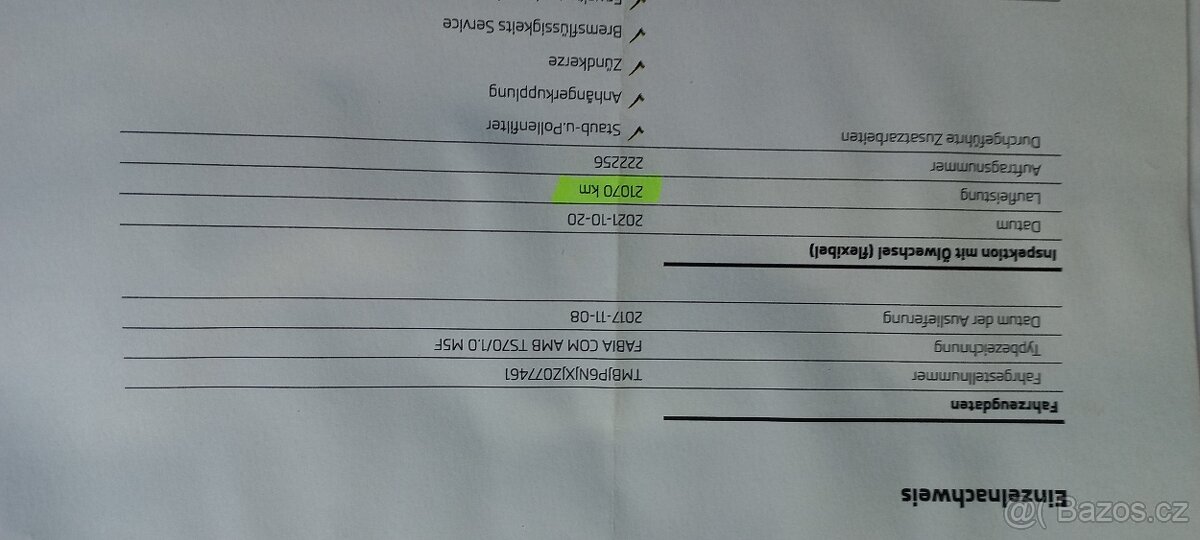 Einzelnachweis
Fahrzeugdaten
Fahrgestellnummer TMBJP6NJXJZ077461
Typbezeichnung FABIA COM AMB TS70/1.0 M5F
Datum der Auslieferung 2017-11-08
Inspektion mit Ölwechsel (flexibel)
Datum 2021-10-20
Laufleistung 21070 km
Auftragsnummer 222256
Durchgeführte Zusatzarbeiten ✓ Staub-u.Pollenfilter
✓ Anhängerkupplung
✓ Zündkerze
✓ Bremsflüssigkeits Service
@( Bazos.cz